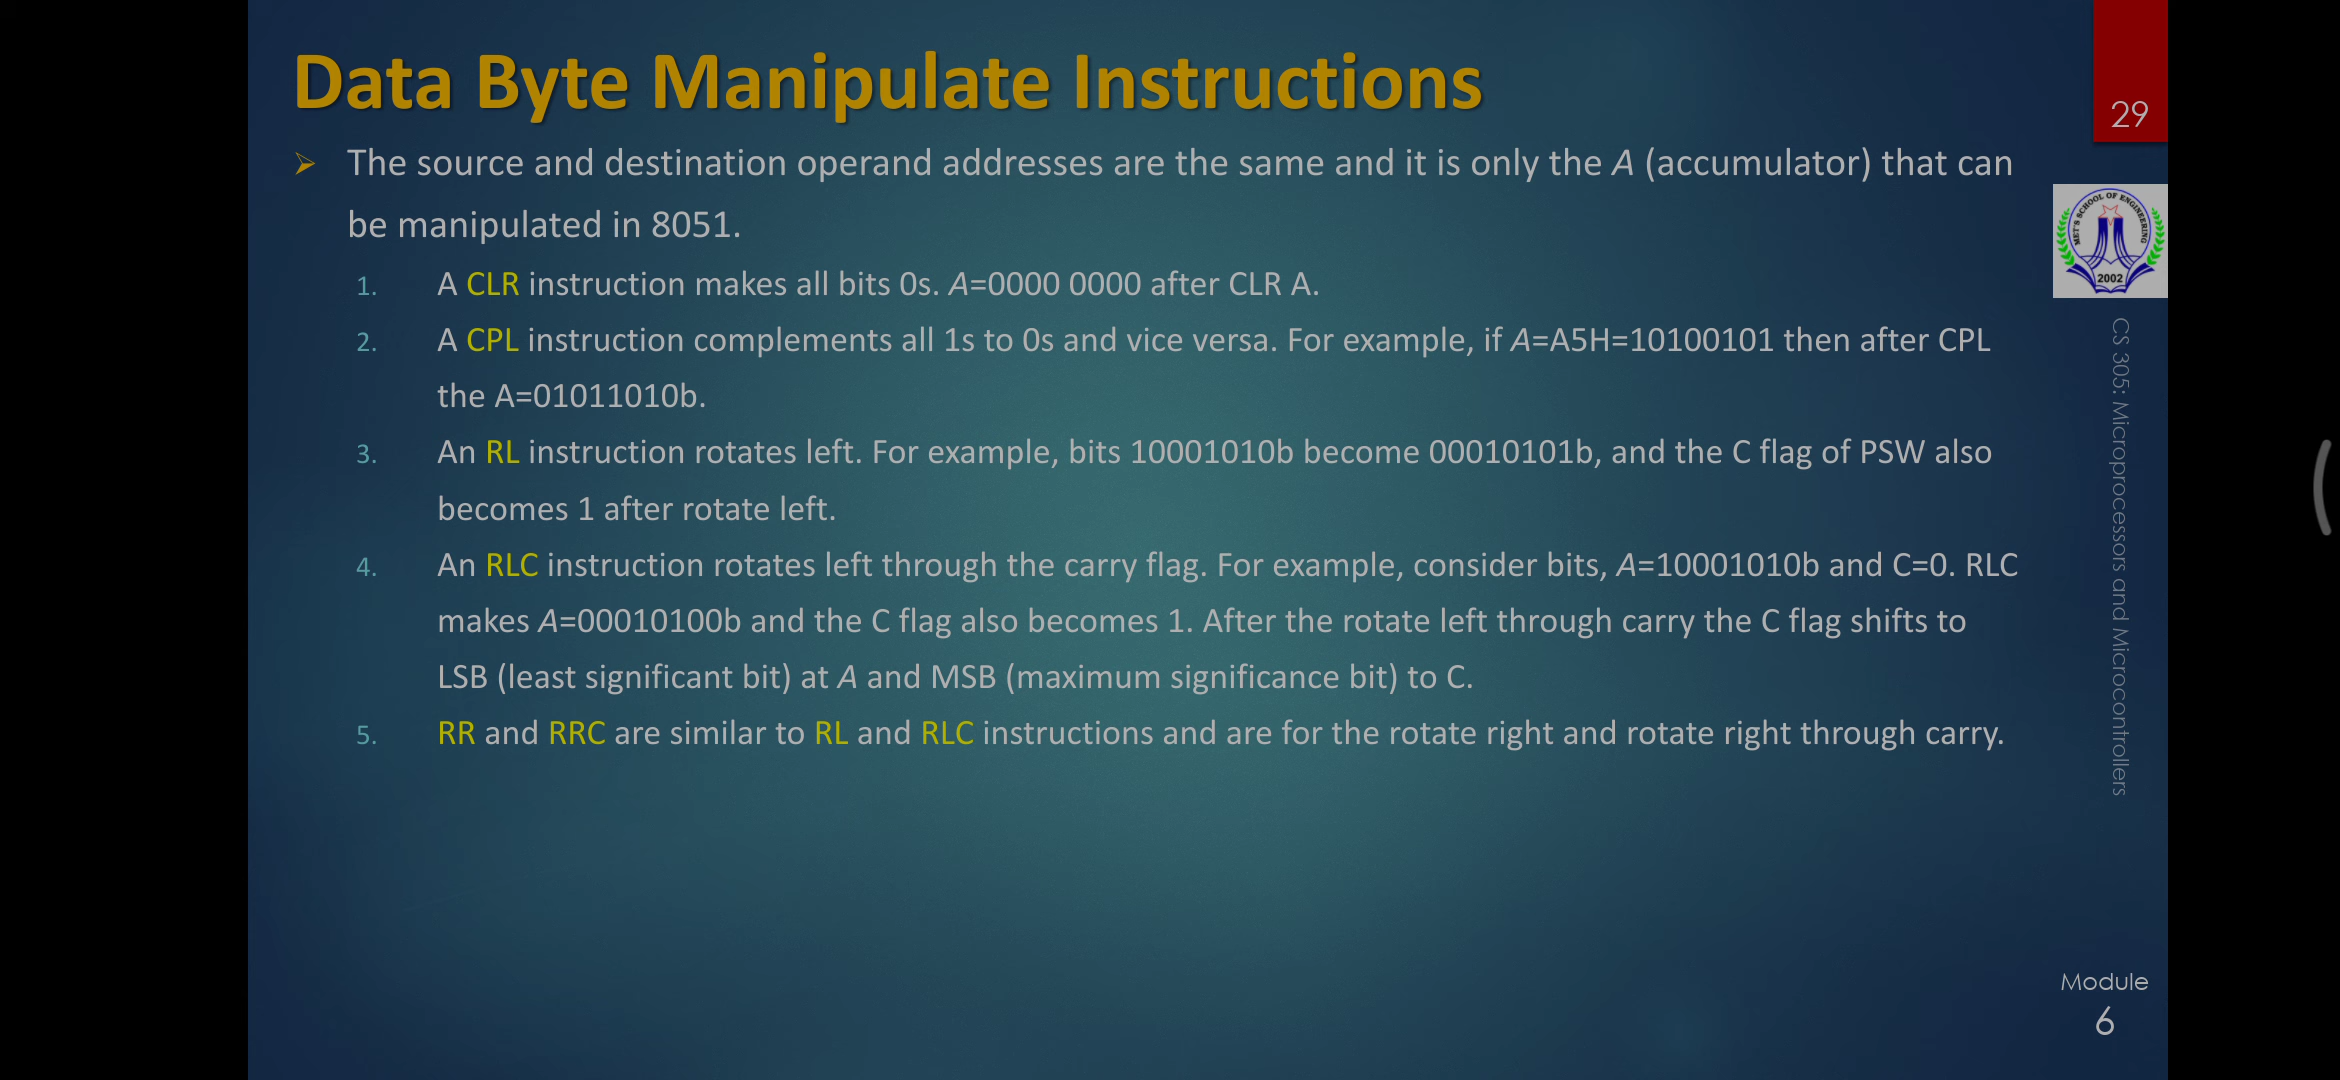 Data Byte Manipulate Instructions
29
➢ The source and destination operand addresses are the same and it is only the A (accumulator) that can
be manipulated in 8051.
1. A CLR instruction makes all bits 0s. A=0000 0000 after CLR A.
2. A CPL instruction complements all 1s to 0s and vice versa. For example, if A=A5H=10100101 then after CPL
the A=01011010b.
3. An RL instruction rotates left. For example, bits 10001010b become 00010101b, and the C flag of PSW also
becomes 1 after rotate left.
4. An RLC instruction rotates left through the carry flag. For example, consider bits, A=10001010b and C=0. RLC
makes A=00010100b and the C flag also becomes 1. After the rotate left through carry the C flag shifts to
LSB (least significant bit) at A and MSB (maximum significance bit) to C.
5. RR and RRC are similar to RL and RLC instructions and are for the rotate right and rotate right through carry.
MET'S SCHOOL OF ENGINEERING
2002
CS 305: Microprocessors and Microcontrollers
Module
6